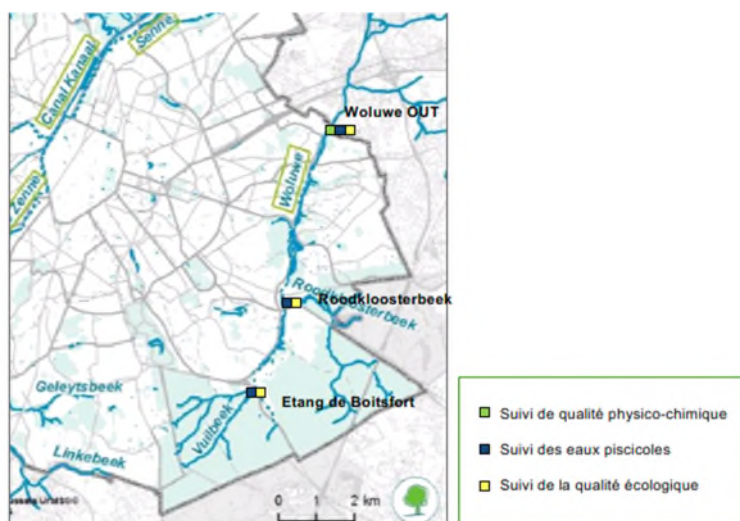 Senne
Canal Kanaal
Woluwe OUT
Zenne
Woluwe
Roodkloosterbeek
Roodkloosterbeek
Geleytsbeek
Etang de Boitsfort
Vuilbeek
Linkebeek
0 1 2 km
Suivi de qualité physico-chimique
Suivi des eaux piscicoles
Suivi de la qualité écologique